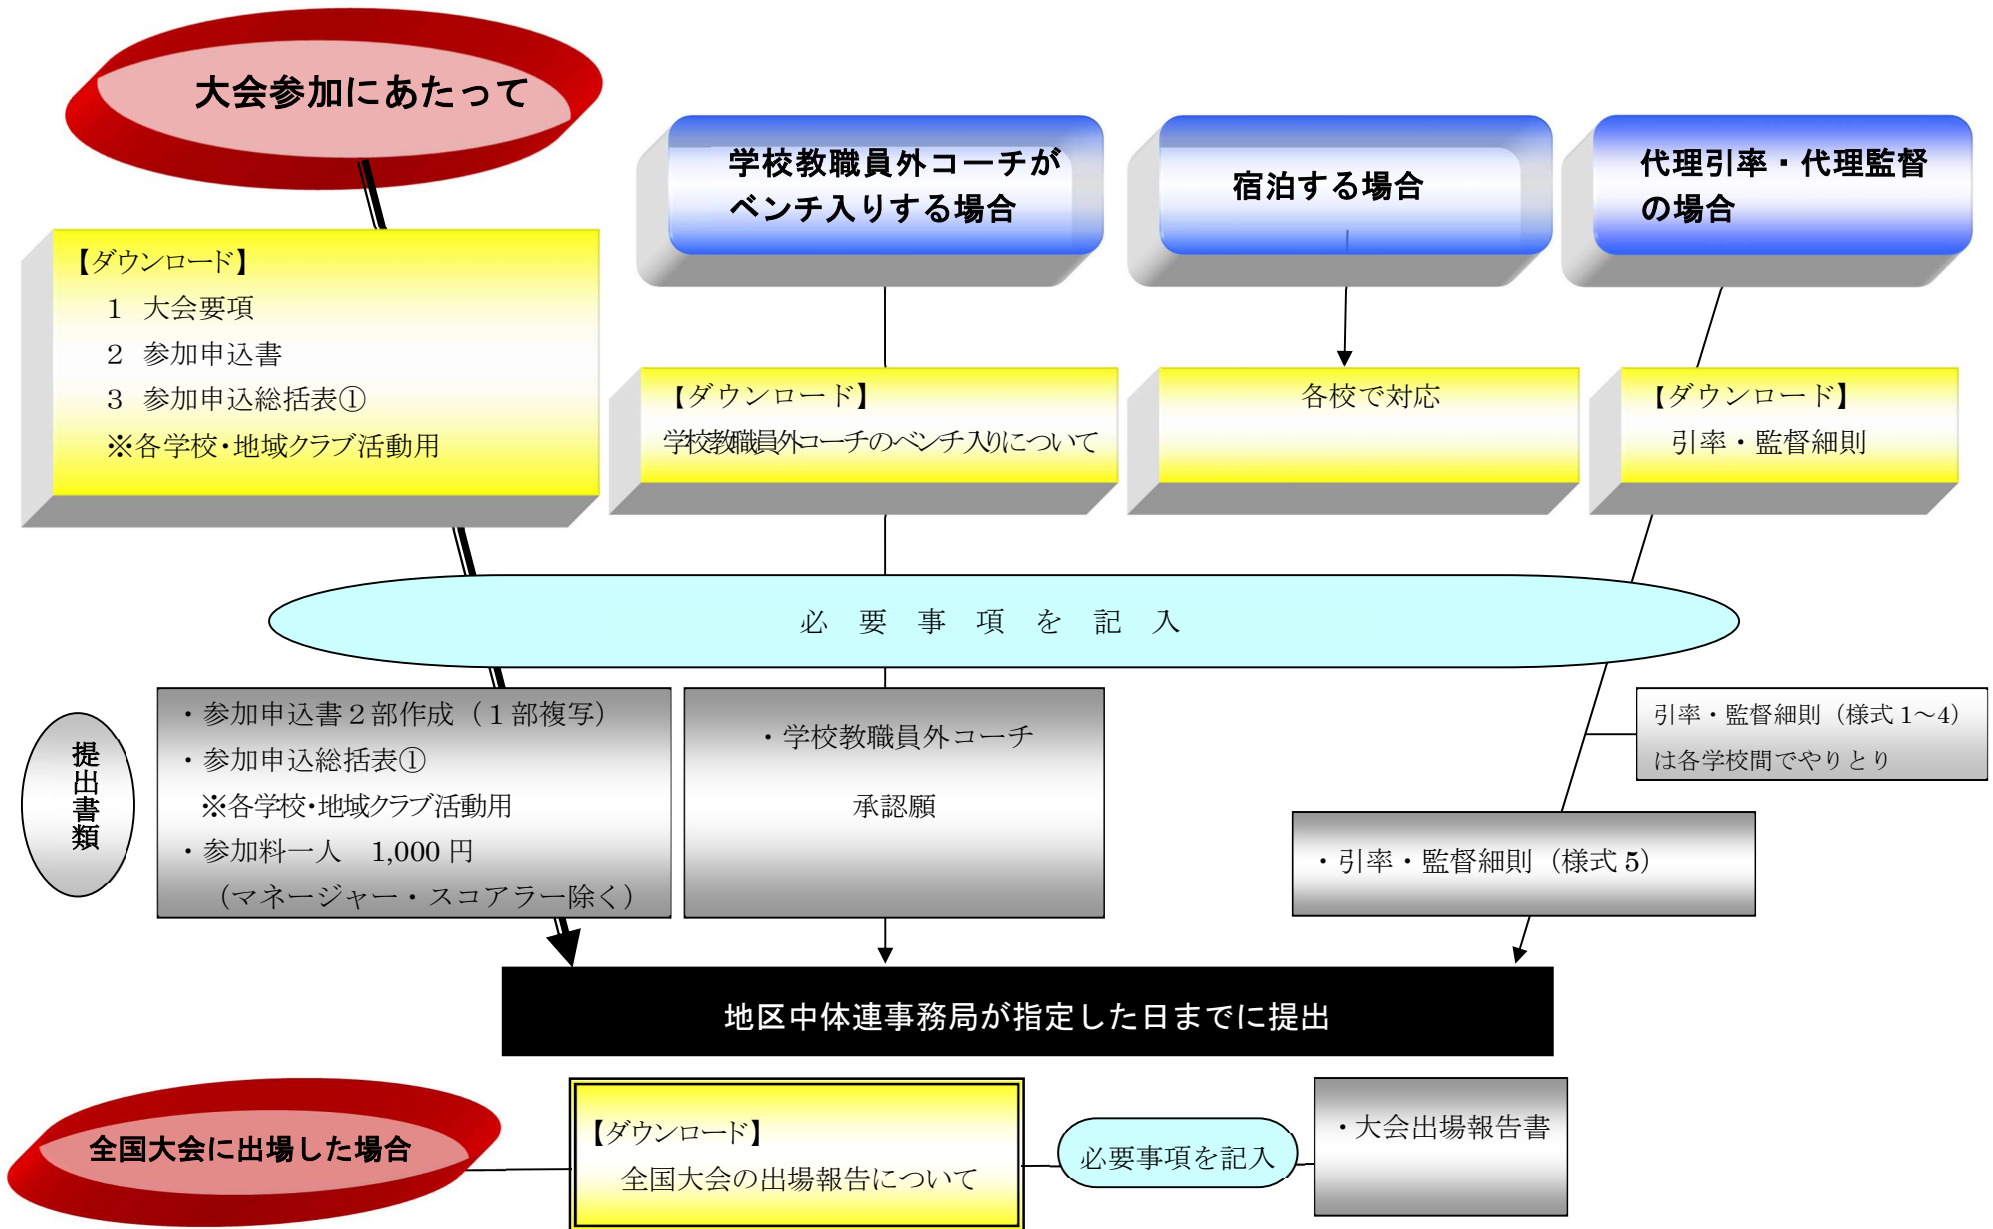 大会参加にあたって
学校教職員外コーチが
ベンチ入りする場合
宿泊する場合
代理引率・代理監督
の場合
【ダウンロード】
1 大会要項
2 参加申込書
3 参加申込総括表①
※各学校・地域クラブ活動用
【ダウンロード】
学校教職員外コーチのベンチ入りについて
各校で対応
【ダウンロード】
引率・監督細則
必 要 事 項 を 記 入
提出書類
・参加申込書２部作成（１部複写）
・参加申込総括表①
※各学校・地域クラブ活動用
・参加料一人 1,000 円
（マネージャー・スコアラー除く）
・学校教職員外コーチ
承認願
引率・監督細則（様式 1～4）
は各学校間でやりとり
・引率・監督細則（様式 5）
地区中体連事務局が指定した日までに提出
全国大会に出場した場合
【ダウンロード】
全国大会の出場報告について
必要事項を記入
・大会出場報告書